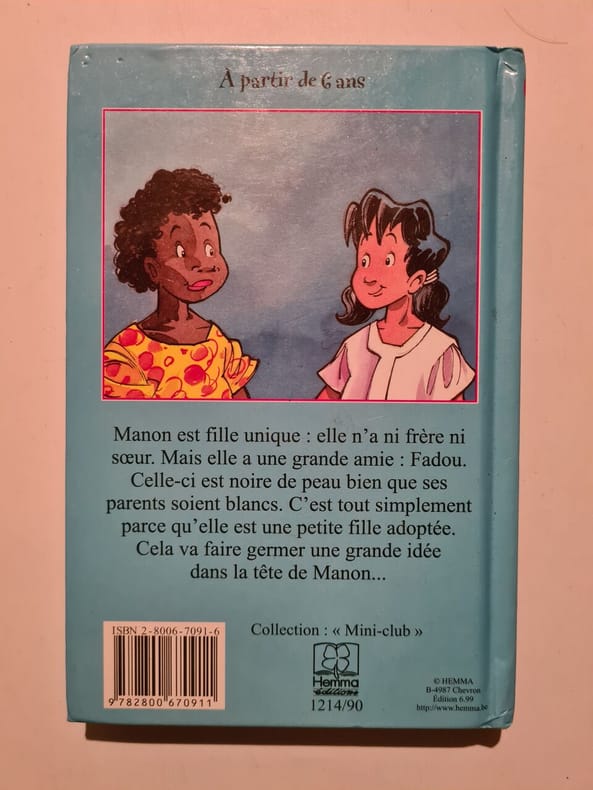 À partir de 6 ans
Manon est fille unique : elle n'a ni frère ni
sœur. Mais elle a une grande amie : Fadou.
Celle-ci est noire de peau bien que ses
parents soient blancs. C'est tout simplement
parce qu'elle est une petite fille adoptée.
Cela va faire germer une grande idée
dans la tête de Manon...
ISBN 2-8006-7091-6
9 782800 670911
Collection : « Mini-club »
Hemma
éditions
1214/90
© HEMMA
B-4987 Chevron
Édition 6.99
http://www.hemma.be